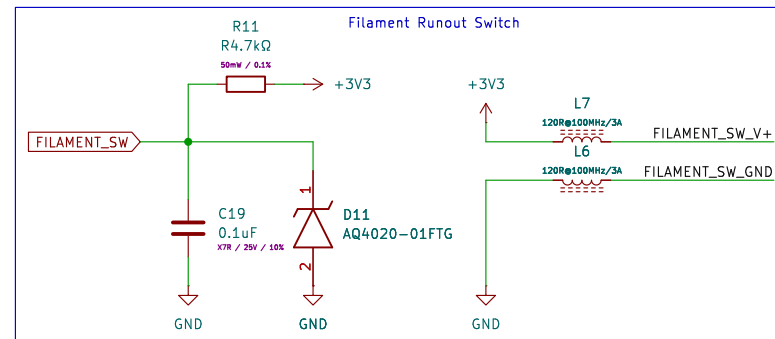 Filament Runout Switch
R11
R4.7kΩ
50mW / 0.1%
+3V3
FILAMENT_SW
C19
0.1uF
X7R / 25V / 10%
1
D11
AQ4020-01FTG
2
GND
GND
+3V3
L7
120R@100MHz/3A
FILAMENT_SW_V+
L6
120R@100MHz/3A
FILAMENT_SW_GND
GND